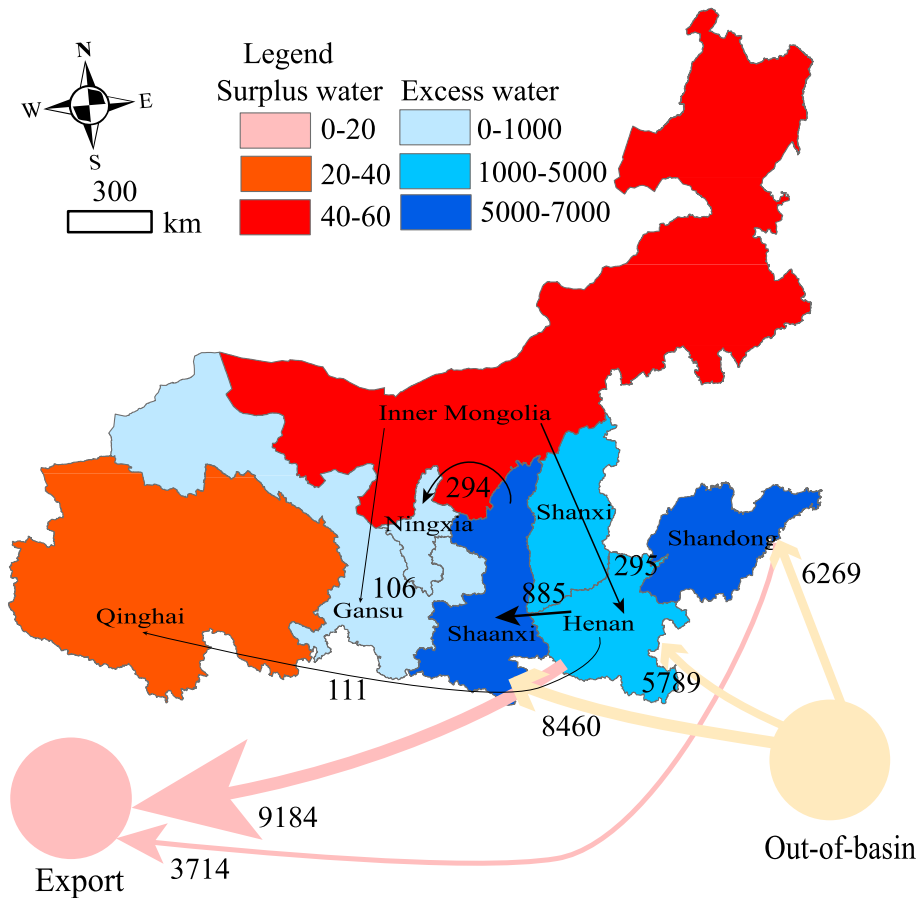 N
W
E
S
300
km
Legend
Surplus water
Excess water
0-20
0-1000
20-40
1000-5000
40-60
5000-7000
Inner Mongolia
294
Ningxia
Shanxi
Shandong
295
6269
106
Gansu
885
Qinghai
Shaanxi
Henan
111
5789
8460
9184
3714
Export
Out-of-basin